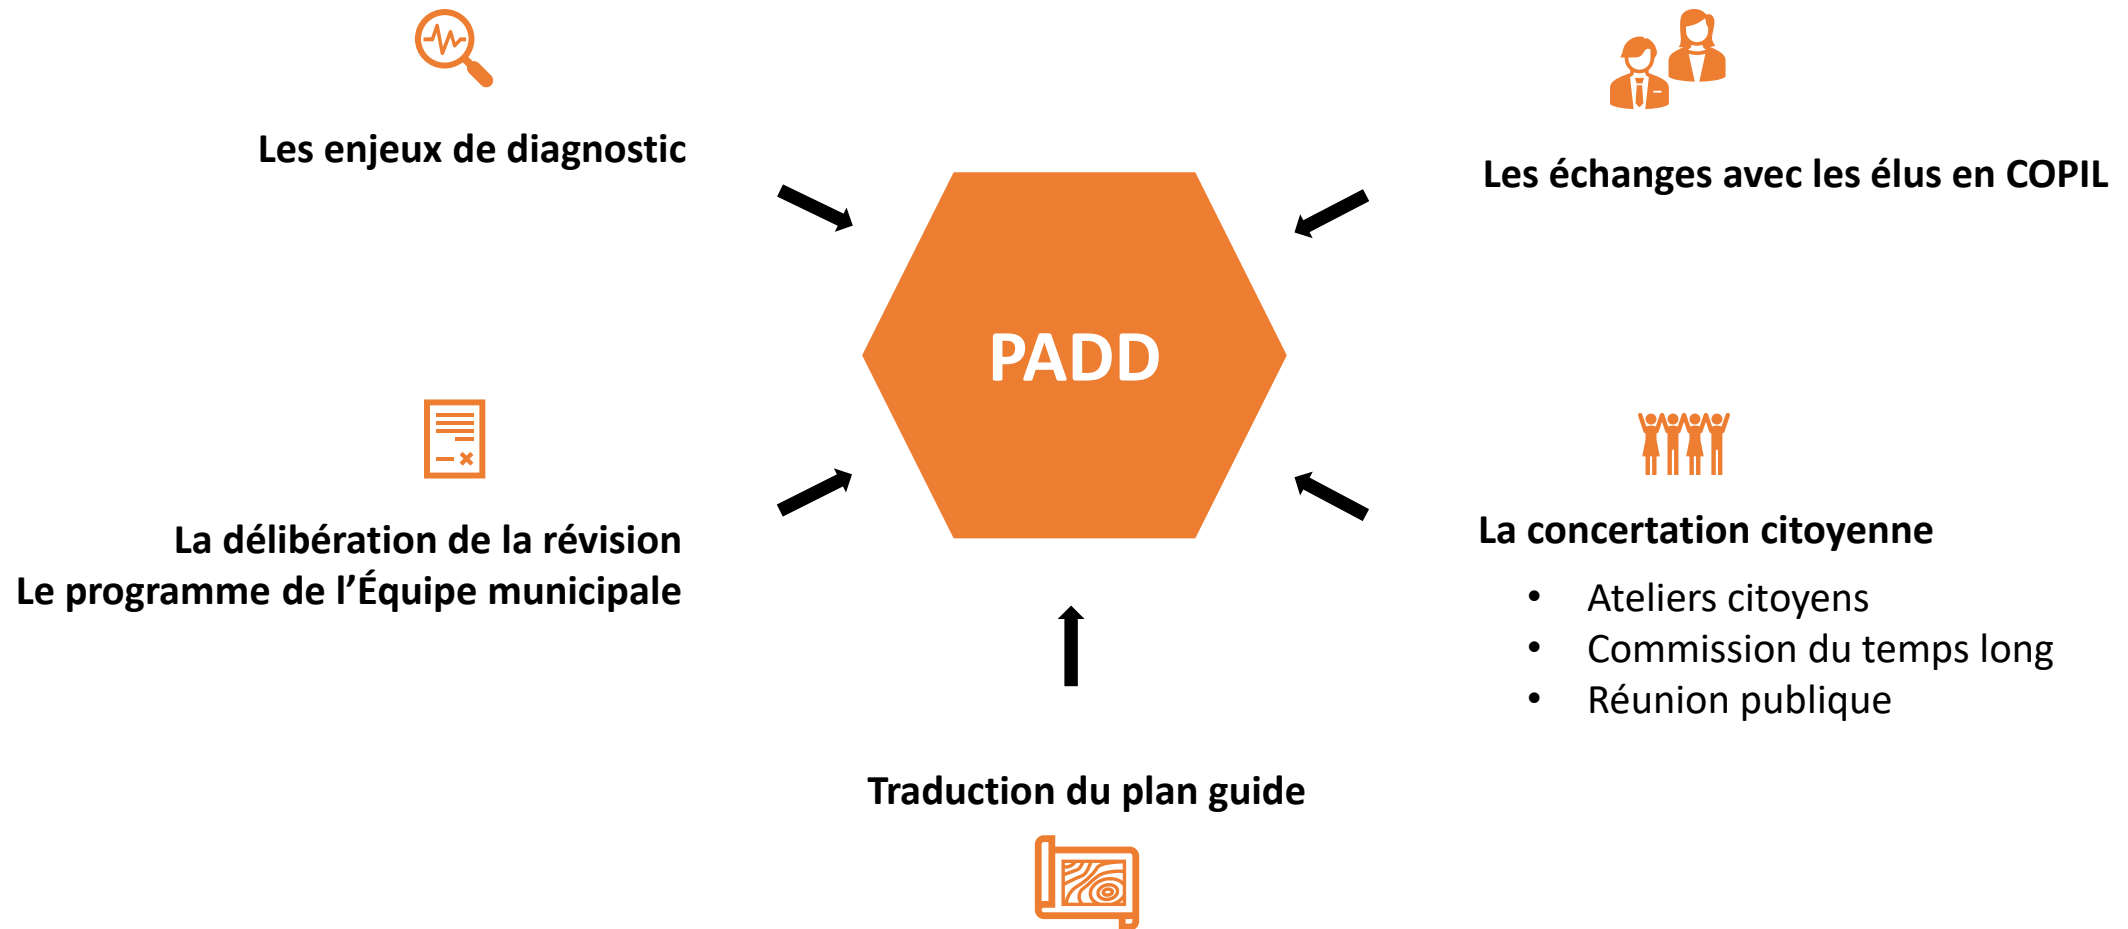 Les enjeux de diagnostic
Les échanges avec les élus en COPIL
PADD
La délibération de la révision
Le programme de l’Équipe municipale
La concertation citoyenne
• Ateliers citoyens
• Commission du temps long
• Réunion publique
Traduction du plan guide